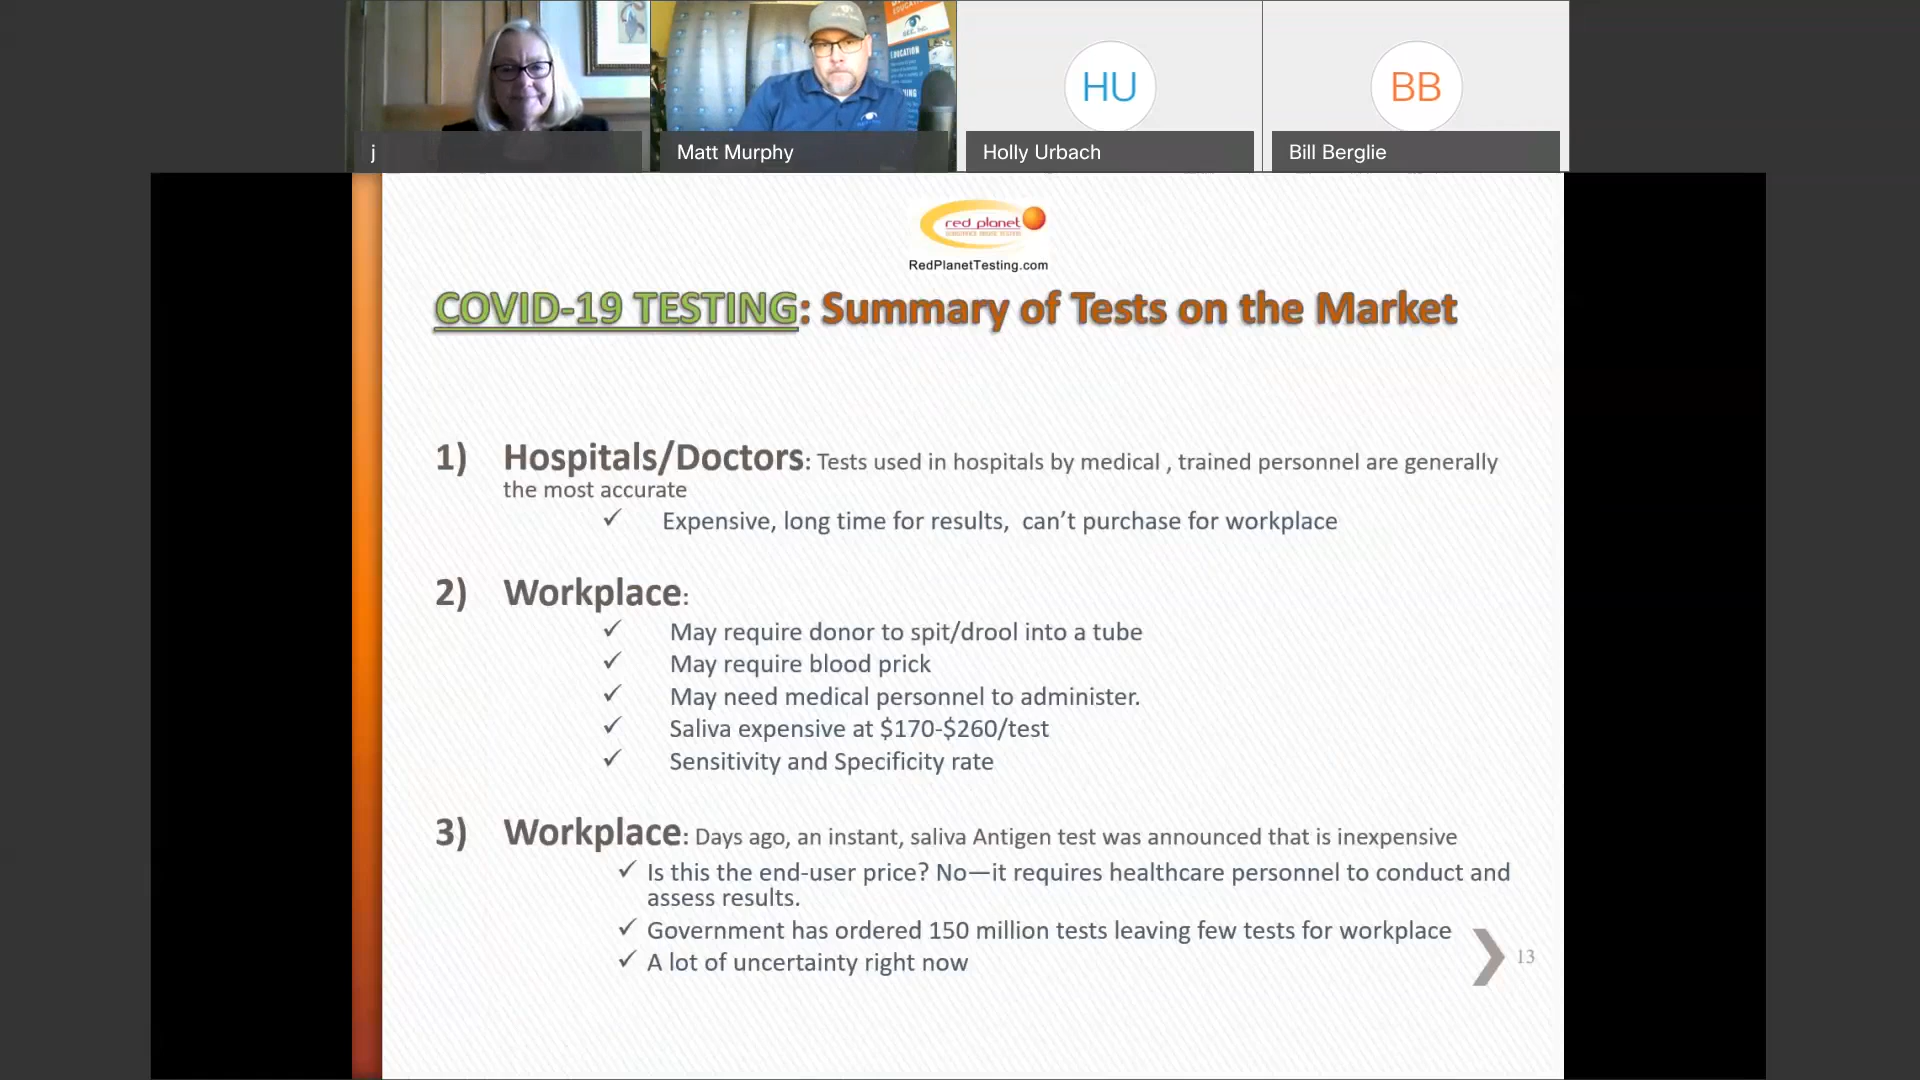 j
Matt Murphy
Holly Urbach
Bill Berglie
HU
BB
EDUCATION
red planet
SUBSTANCE ABUSE TESTING
RedPlanetTesting.com
COVID-19 TESTING: Summary of Tests on the Market
1) Hospitals/Doctors: Tests used in hospitals by medical , trained personnel are generally
the most accurate
✓ Expensive, long time for results, can’t purchase for workplace
2) Workplace:
✓ May require donor to spit/drool into a tube
✓ May require blood prick
✓ May need medical personnel to administer.
✓ Saliva expensive at $170-$260/test
✓ Sensitivity and Specificity rate
3) Workplace: Days ago, an instant, saliva Antigen test was announced that is inexpensive
✓ Is this the end-user price? No—it requires healthcare personnel to conduct and
assess results.
✓ Government has ordered 150 million tests leaving few tests for workplace
✓ A lot of uncertainty right now
13